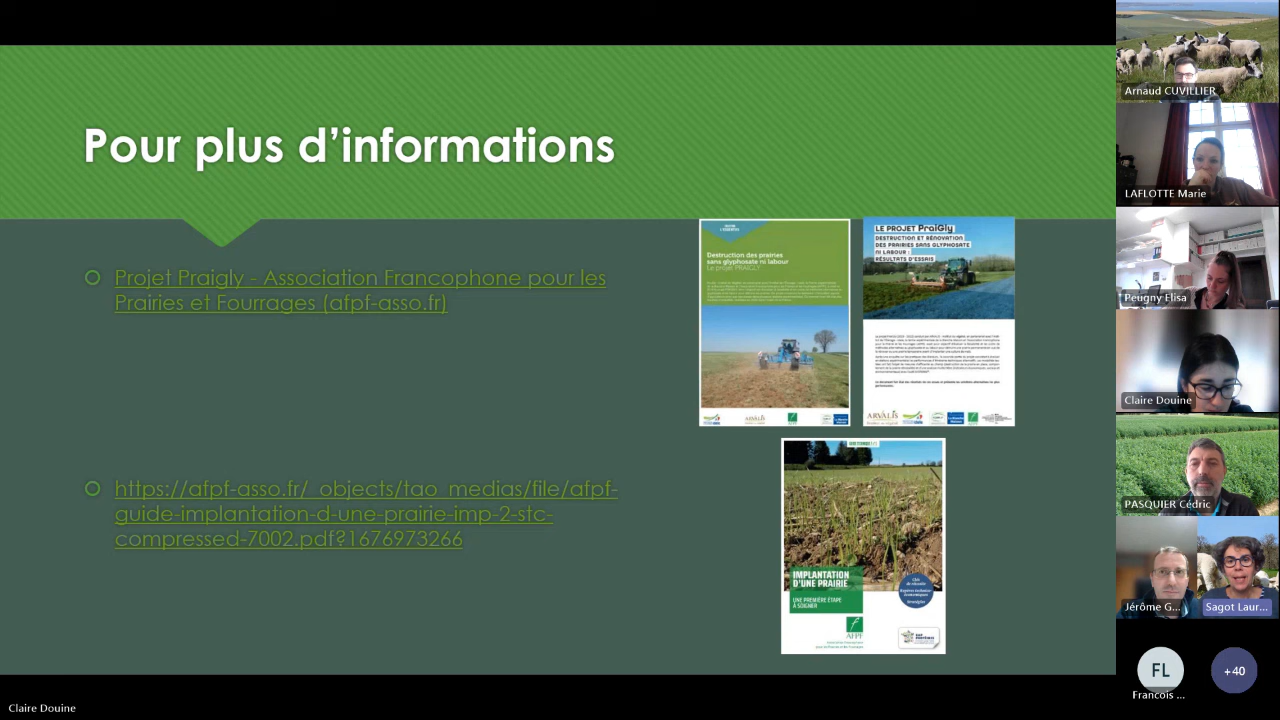 Pour plus d’informations
Projet Praigly - Association Francophone pour les
Prairies et Fourrages (afpf-asso.fr)
https://afpf-asso.fr/_objects/tao_medias/file/afpf-
guide-implantation-d-une-prairie-imp-2-stc-
compressed-7002.pdf?1676973266
Destruction des prairies
sans glyphosate ni labour
Le projet PRAIGLY
ARVALIS
LE PROJET PraiGly
DESTRUCTION ET RÉNOVATION
DES PRAIRIES SANS GLYPHOSATE
NI LABOUR :
RÉSULTATS D'ESSAIS
ARVALIS
IMPLANTATION
D'UNE PRAIRIE
UNE PREMIÈRE ÉTAPE
À SOIGNER
AFPF
Arnaud CUVILLIER
LAFLOTTE Marie
Peugny Elisa
Claire Douine
PASQUIER Cédric
Jérôme G...
Sagot Laur...
FL
+40
Francois ...
Claire Douine